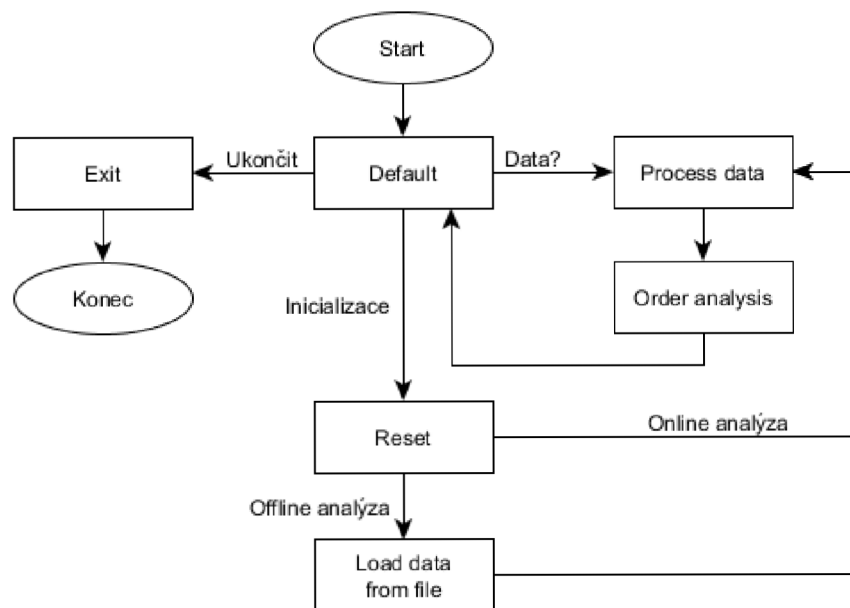 Start
Ukončit
Data?
Exit
Default
Process data
Konec
Inicializace
Order analysis
Reset
Online analýza
Offline analýza
Load data
from file